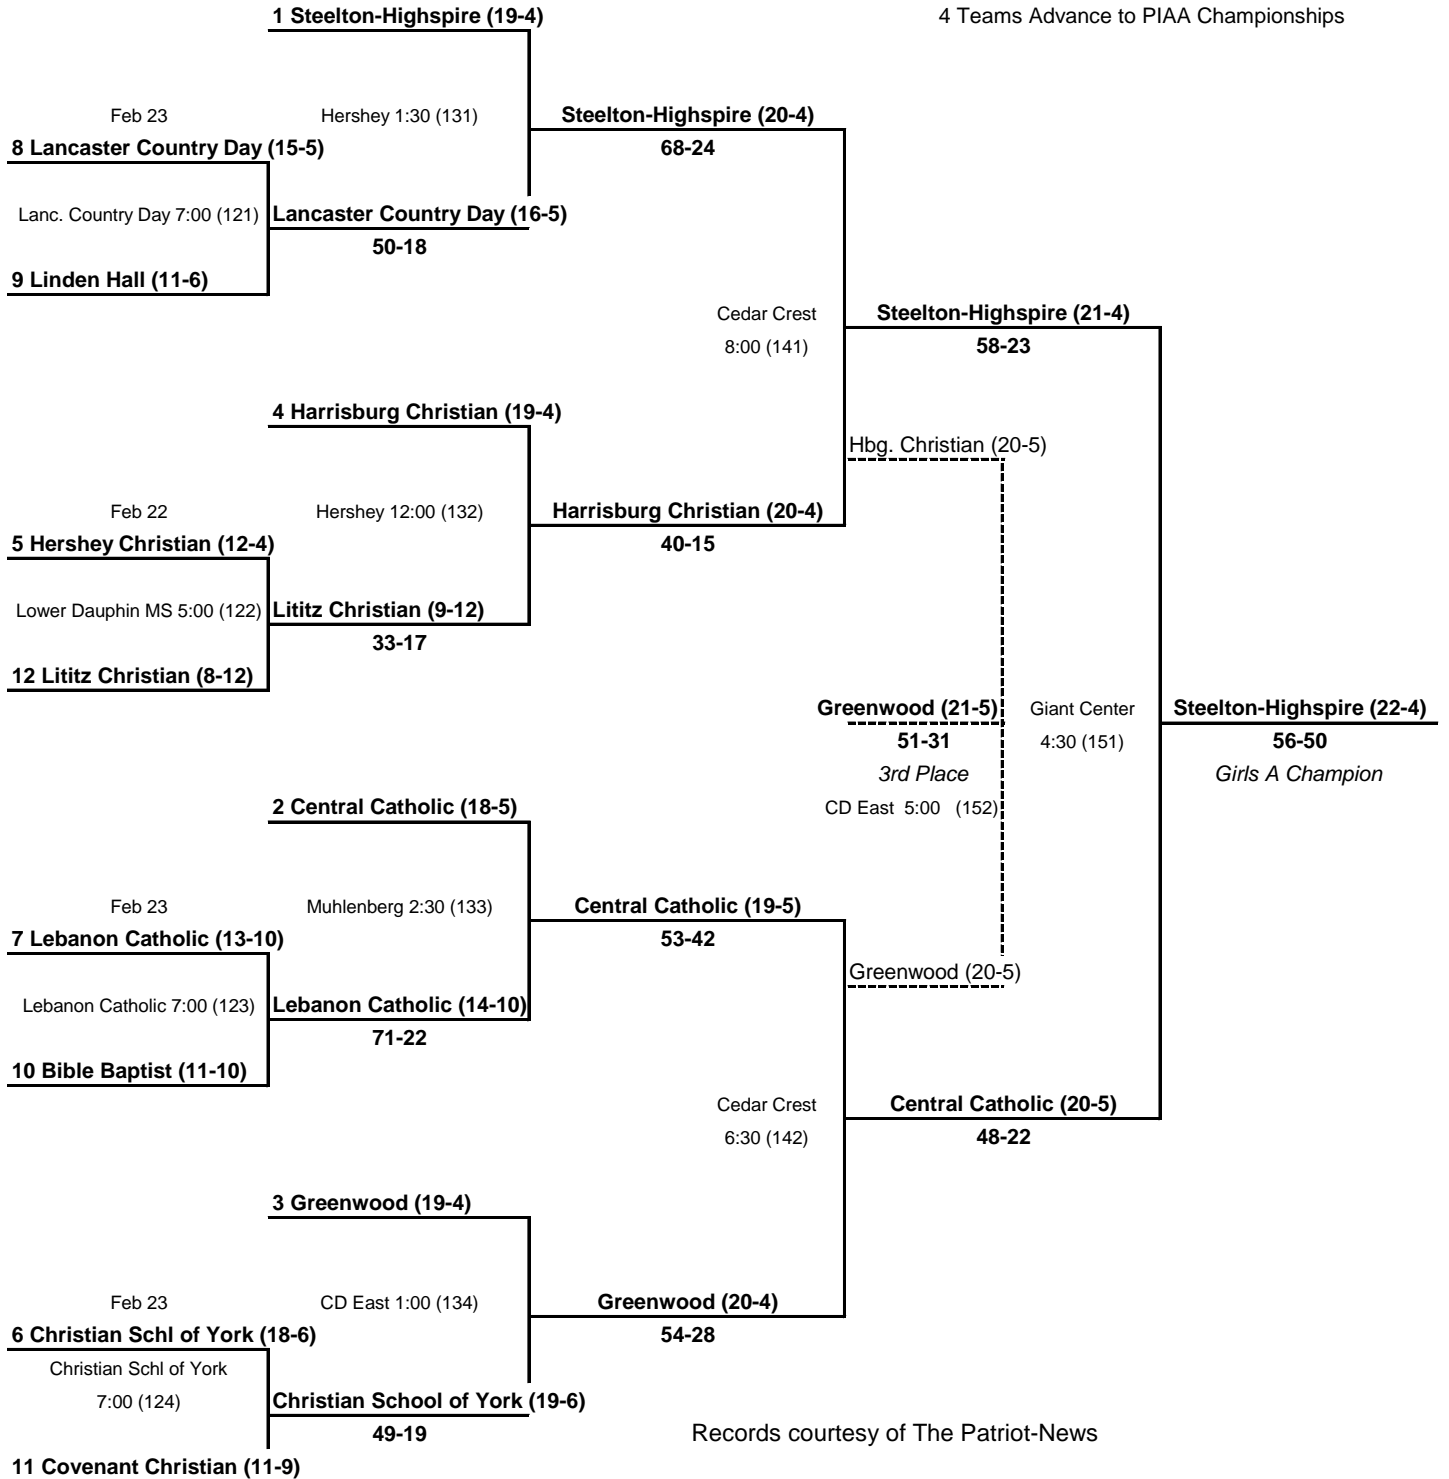 1 Steelton-Highspire (19-4)
4 Teams Advance to PIAA Championships
Feb 23
Hershey 1:30 (131)
Steelton-Highspire (20-4)
8 Lancaster Country Day (15-5)
68-24
Lanc. Country Day 7:00 (121)
Lancaster Country Day (16-5)
50-18
9 Linden Hall (11-6)
Cedar Crest
Steelton-Highspire (21-4)
8:00 (141)
58-23
4 Harrisburg Christian (19-4)
Hbg. Christian (20-5)
Feb 22
Hershey 12:00 (132)
Harrisburg Christian (20-4)
5 Hershey Christian (12-4)
40-15
Lower Dauphin MS 5:00 (122)
Lititz Christian (9-12)
33-17
12 Lititz Christian (8-12)
Greenwood (21-5)
Giant Center
Steelton-Highspire (22-4)
51-31
4:30 (151)
56-50
3rd Place
Girls A Champion
2 Central Catholic (18-5)
CD East 5:00 (152)
Feb 23
Muhlenberg 2:30 (133)
Central Catholic (19-5)
7 Lebanon Catholic (13-10)
53-42
Greenwood (20-5)
Lebanon Catholic 7:00 (123)
Lebanon Catholic (14-10)
71-22
10 Bible Baptist (11-10)
Cedar Crest
Central Catholic (20-5)
6:30 (142)
48-22
3 Greenwood (19-4)
Feb 23
CD East 1:00 (134)
Greenwood (20-4)
6 Christian Schl of York (18-6)
54-28
Christian Schl of York
7:00 (124)
Christian School of York (19-6)
49-19
Records courtesy of The Patriot-News
11 Covenant Christian (11-9)